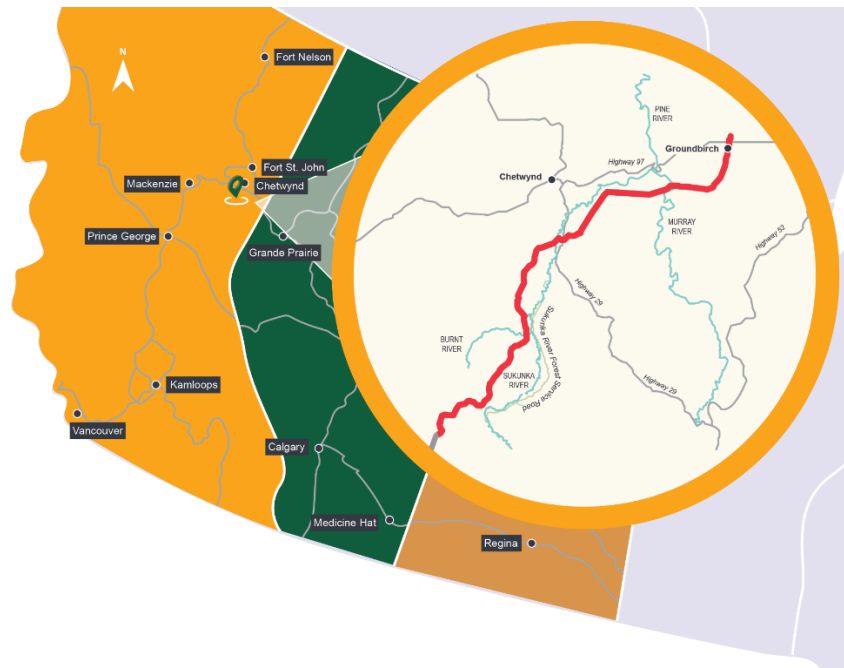 N
Fort Nelson
Fort St. John
Mackenzie
Chetwynd
Prince George
Grande Prairie
Kamloops
Vancouver
Calgary
Medicine Hat
Regina
PINE
RIVER
Groundbirch
Highway 97
Chetwynd
MURRAY
RIVER
Highway 52
Highway 29
BURNT
RIVER
Sukunka River Forest Service Road
SUKUNKA
RIVER
Highway 29